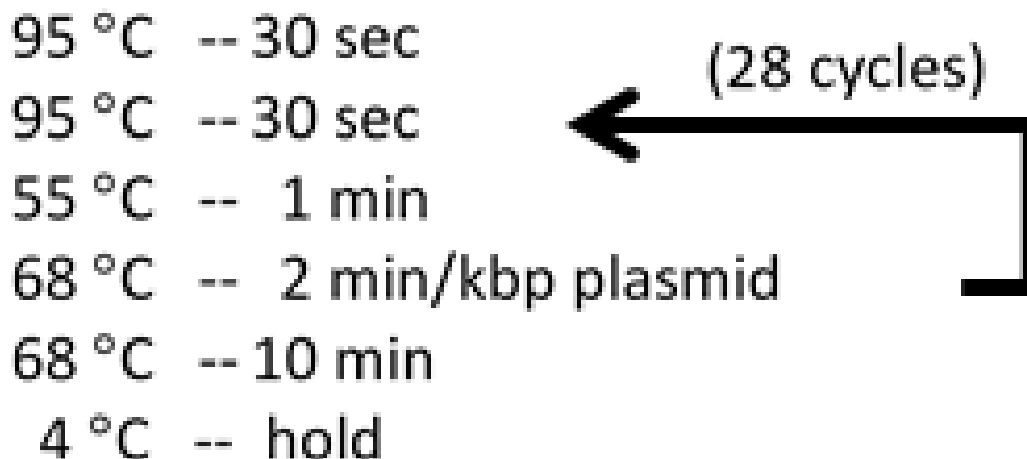 95 °C -- 30 sec
(28 cycles)
95 °C -- 30 sec
55 °C -- 1 min
68 °C -- 2 min/kbp plasmid
68 °C -- 10 min
4 °C -- hold